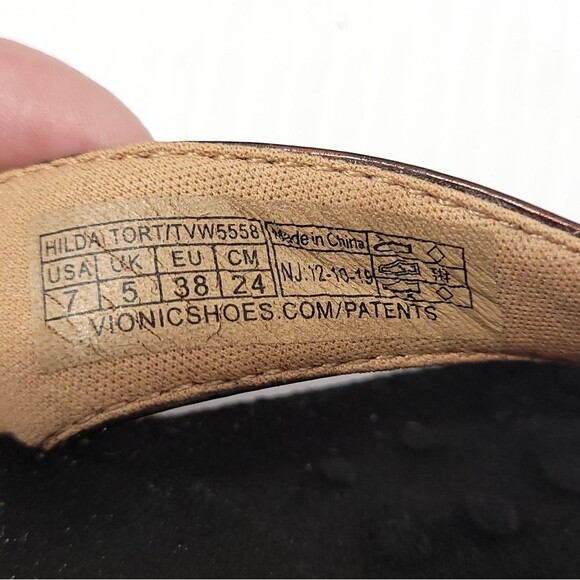 HILDA TORT/TVW5558
USA UK EU CM
7 5 38 24
VIONICSHOES.COM/PATENTS
Made in China
NJ.12-10-19